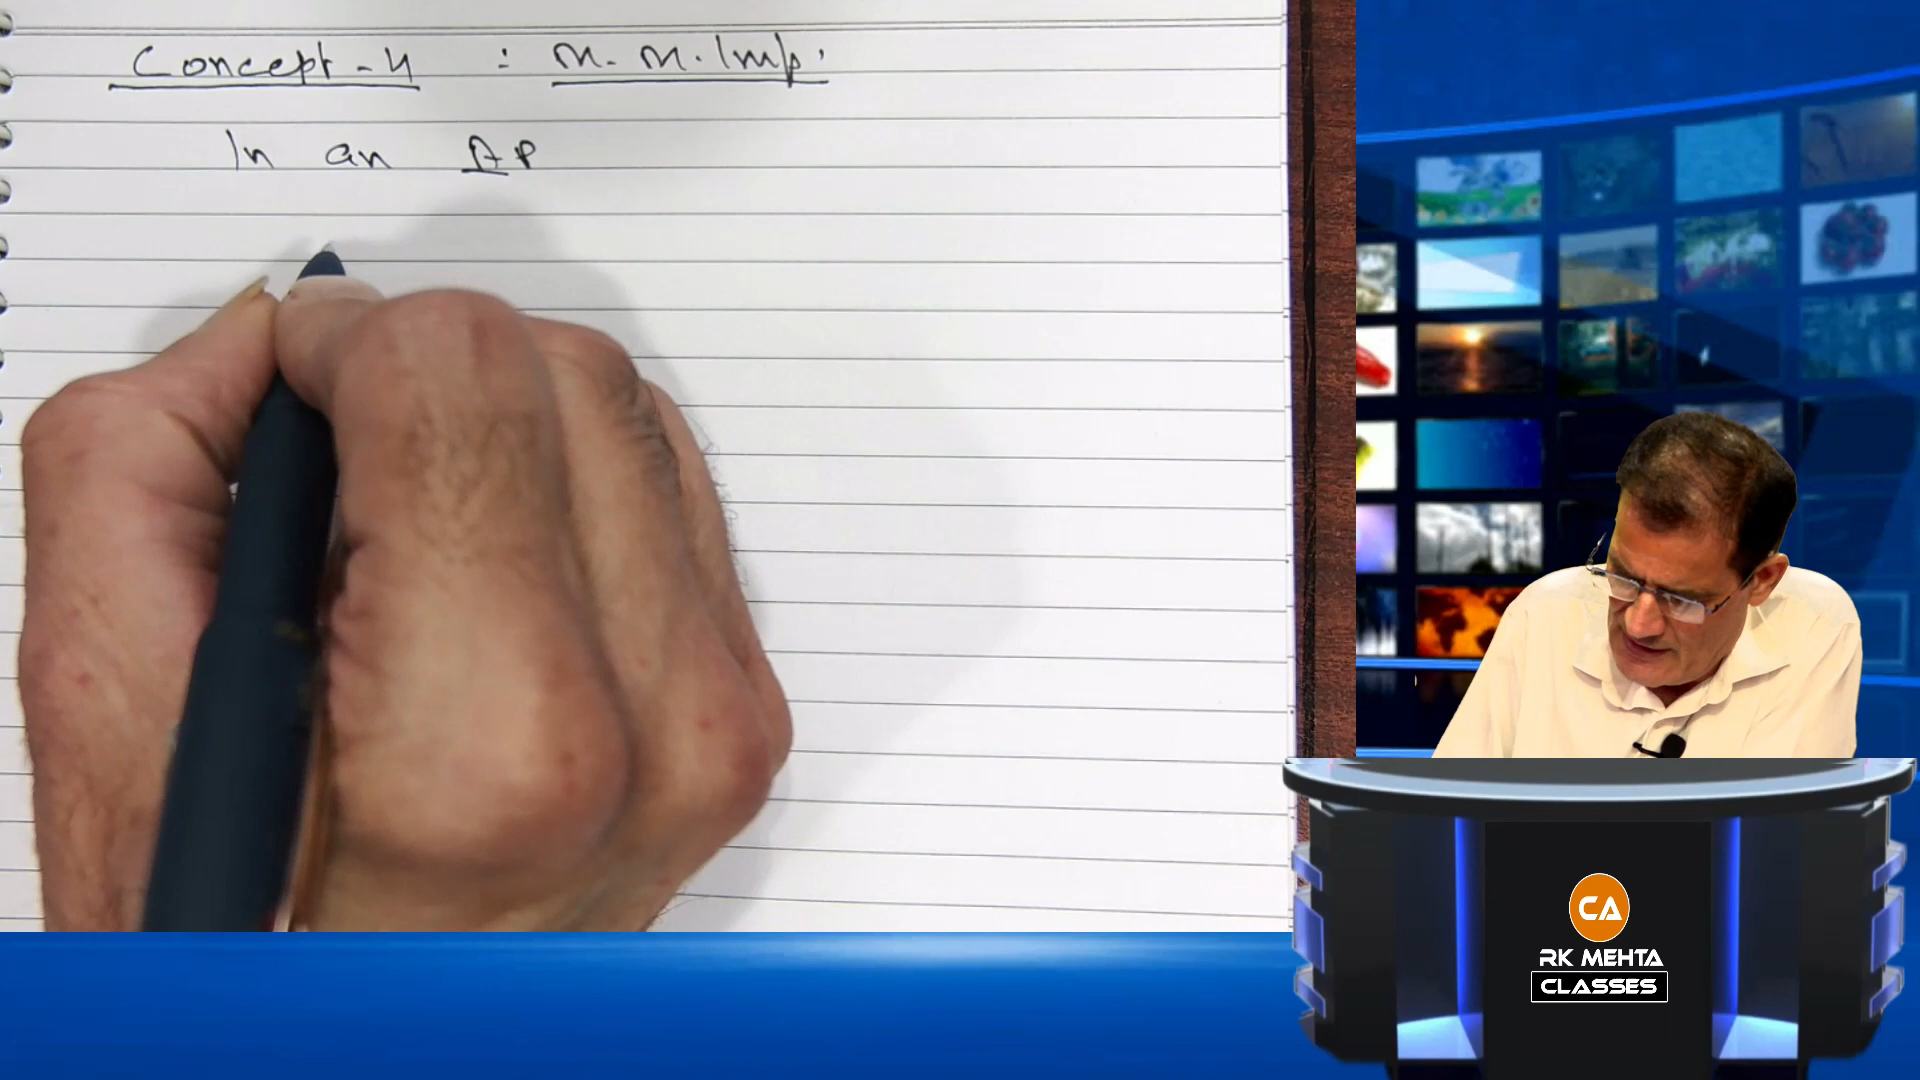 Concept-4 : M.M.Imp.
In an AP
CA
RK MEHTA
CLASSES